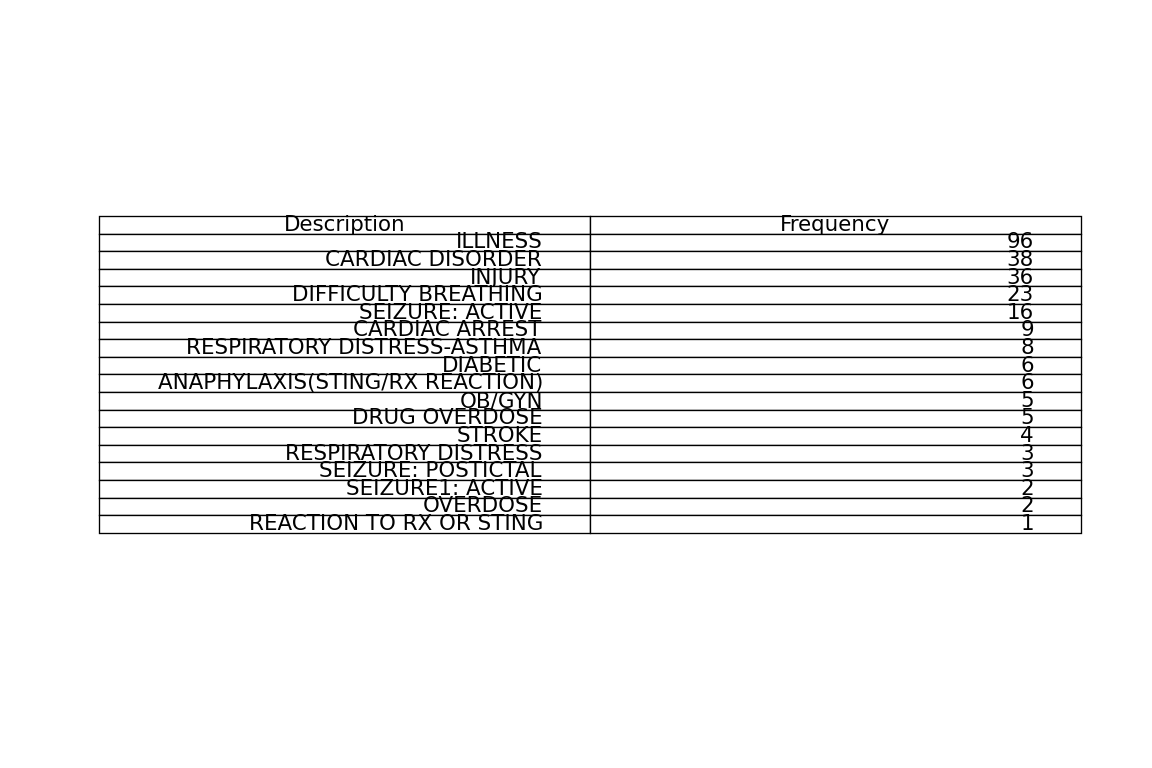 Description Frequency
ILLNESS 96
CARDIAC DISORDER 38
INJURY 36
DIFFICULTY BREATHING 23
SEIZURE: ACTIVE 16
CARDIAC ARREST 9
RESPIRATORY DISTRESS-ASTHMA 8
DIABETIC 6
ANAPHYLAXIS(STING/RX REACTION) 6
OB/GYN 5
DRUG OVERDOSE 5
STROKE 4
RESPIRATORY DISTRESS 3
SEIZURE: POSTICTAL 3
SEIZURE1: ACTIVE 2
OVERDOSE 2
REACTION TO RX OR STING 1